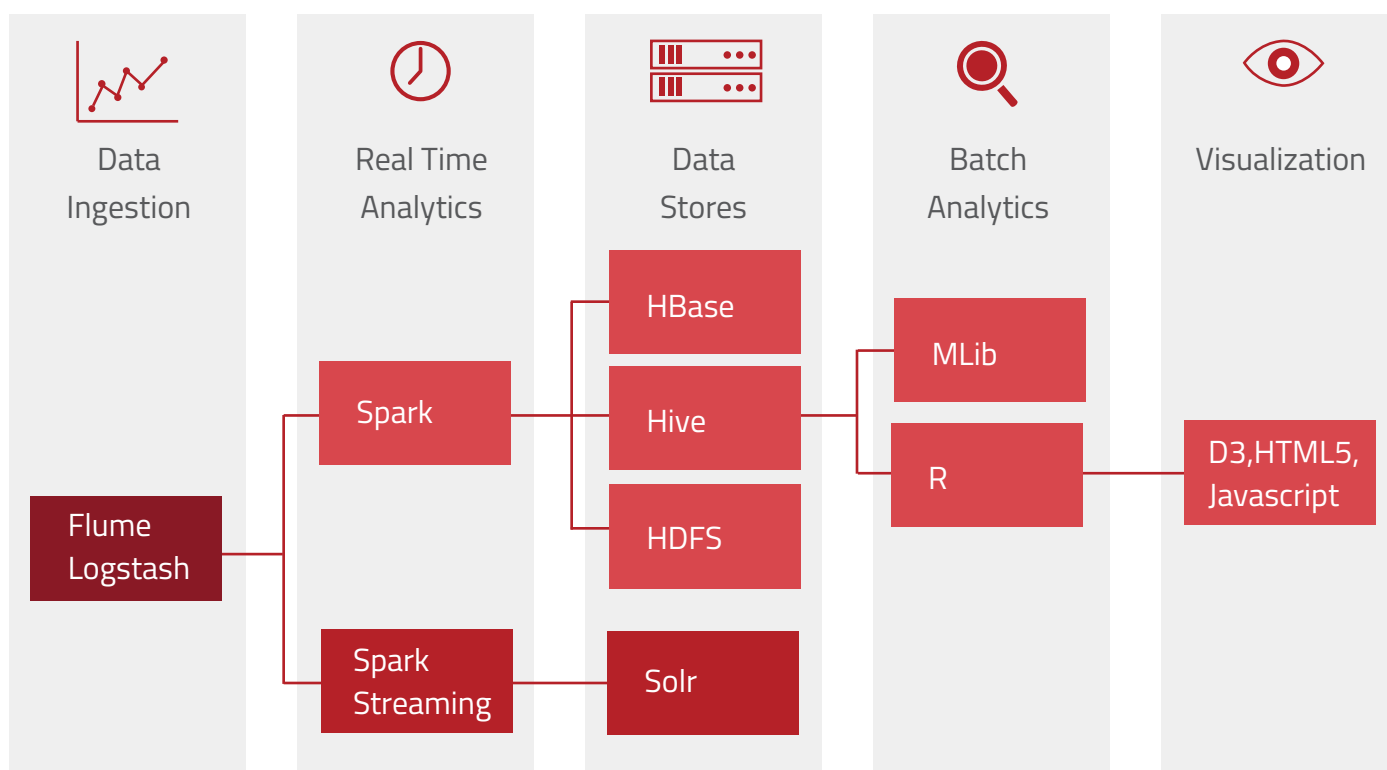 Data
Ingestion
Real Time
Analytics
Data
Stores
Batch
Analytics
Visualization
Flume
Logstash
Spark
Spark
Streaming
HBase
Hive
HDFS
Solr
MLib
R
D3,HTML5,
Javascript